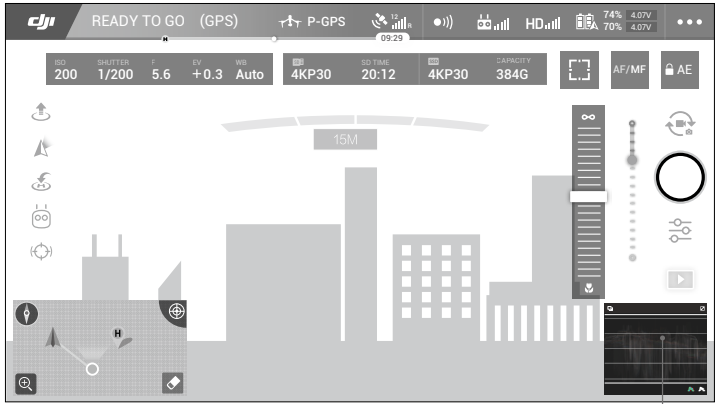 dji READY TO GO (GPS) P-GPS 12 R HD A 74% 4.07V
70% 4.07V
H 09:29
ISO SHUTTER F EV WB SD TIME CAPACITY
200 1/200 5.6 +0.3 Auto 4KP30 20:12 4KP30 384G AF/MF AE
15M
H
H